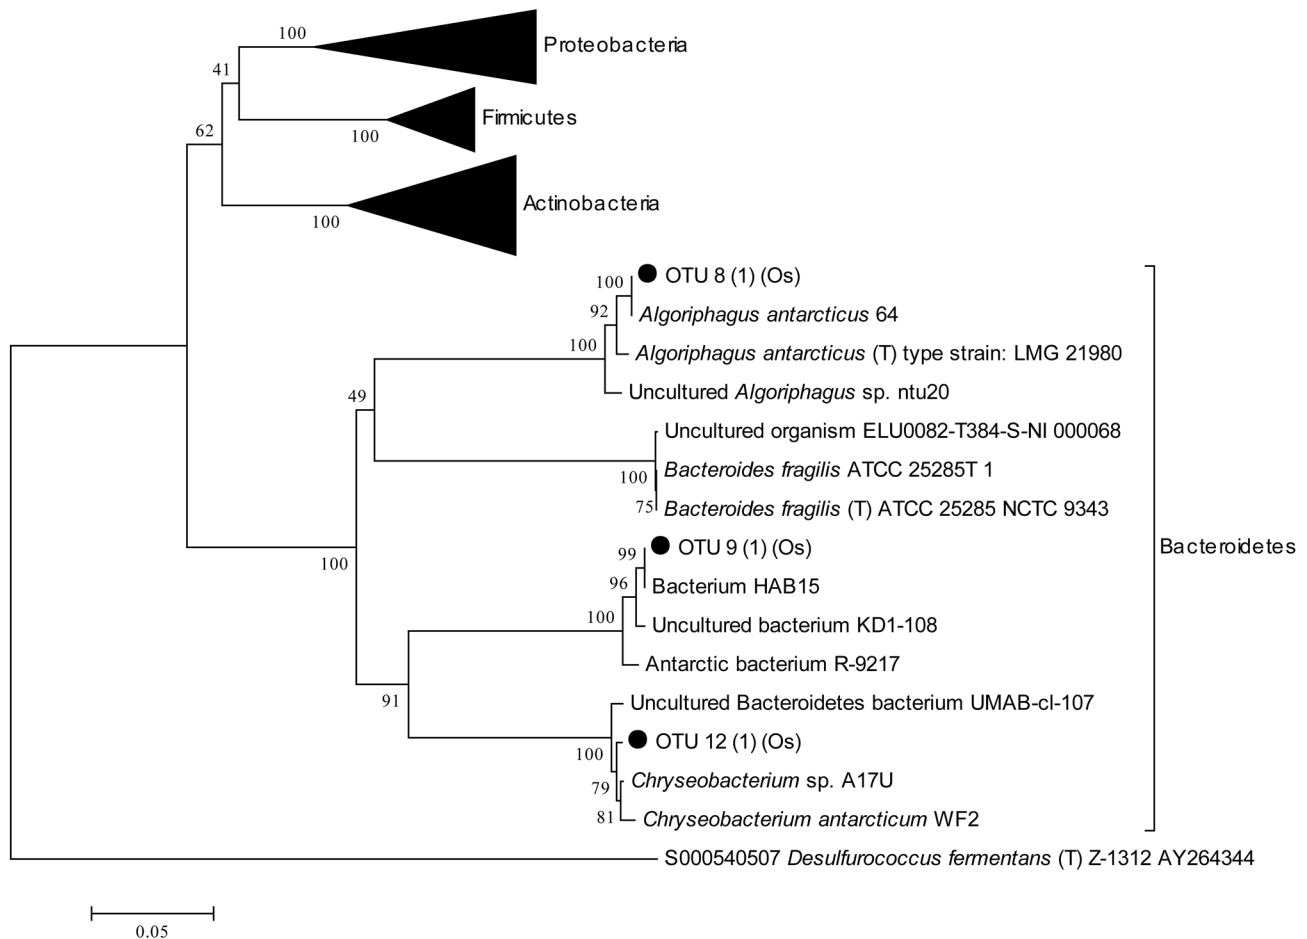 100
Proteobacteria
41
Firmicutes
62
100
Actinobacteria
100
OTU 8 (1) (Os)
100
Algoriphagus antarcticus 64
92
100
Algoriphagus antarcticus (T) type strain: LMG 21980
Uncultured Algoriphagus sp. ntu20
49
Uncultured organism ELU0082-T384-S-NI 000068
Bacteroides fragilis ATCC 25285T 1
100
75
Bacteroides fragilis (T) ATCC 25285 NCTC 9343
OTU 9 (1) (Os)
Bacteroidetes
99
100
96
Bacterium HAB15
100
Uncultured bacterium KD1-108
Antarctic bacterium R-9217
91
Uncultured Bacteroidetes bacterium UMAB-cl-107
OTU 12 (1) (Os)
100
Chryseobacterium sp. A17U
79
81
Chryseobacterium antarcticum WF2
S000540507 Desulfurococcus fermentans (T) Z-1312 AY264344
0.05